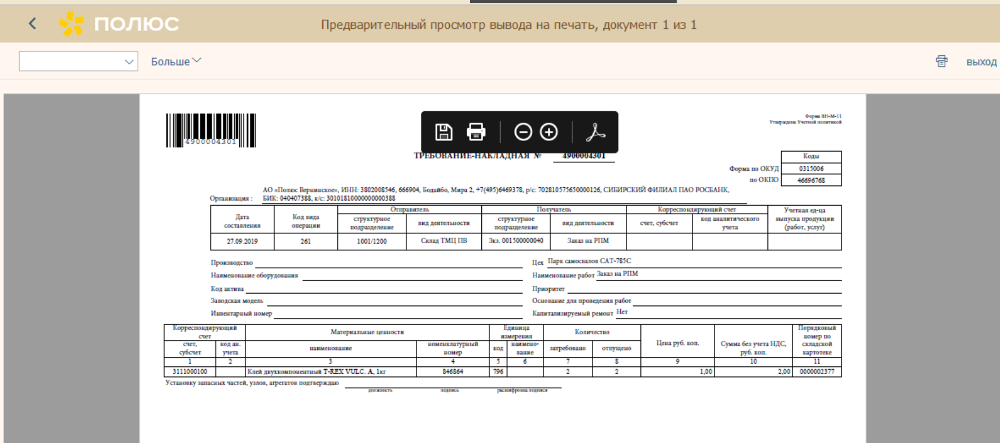 ПОЛЮС
Предварительный просмотр вывода на печать, документ 1 из 1
Больше
выход
4900004301
Форма ВН-М-11
Утверждена Учетной политикой
ТРЕБОВАНИЕ-НАКЛАДНАЯ № 4900004301
Коды
Форма по ОКУД 0315006
по ОКПО 46696768
АО «Полюс Вернинское», ИНН: 3802008546, 666904, Бодайбо, Мира 2, +7(495)6469378, р/с: 702810575650000126, СИБИРСКИЙ ФИЛИАЛ ПАО РОСБАНК,
Организация : БИК: 040407388, к/с: 30101810000000000388
Дата составления
Код вида операции
Отправитель
Получатель
Корреспондирующий счет
Учетная ед-ца выпуска продукции (работ, услуг)
структурное подразделение
вид деятельности
структурное подразделение
вид деятельности
счет, субсчет
код аналитического учета
27.09.2019 261 1001/1200 Склад ТМЦ ПВ Зкз. 001500000040 Заказ на РПМ
Производство
Цех Парк самосвалов CAT-785C
Наименование оборудования
Наименование работ Заказ на РПМ
Код актива
Приоритет
Заводская модель
Основание для проведения работ
Инвентарный номер
Капитализируемый ремонт Нет
Корреспондирующий счет
Материальные ценности
Единица измерения
Количество
Цена руб. коп.
Сумма без учета НДС, руб. коп.
Порядковый номер по складской картотеке
счет, субсчет
код ан. учета
наименование
номенклатурный номер
код
наимено-вание
затребовано
отпущено
1 2 3 4 5 6 7 8 9 10 11
3111000100 Клей двухкомпонентный T-REX VULC. A, 1кг 846864 796 2 2 1,00 2,00 0000002377
Установку запасных частей, узлов, агрегатов подтверждаю
должность подпись расшифровка подписи